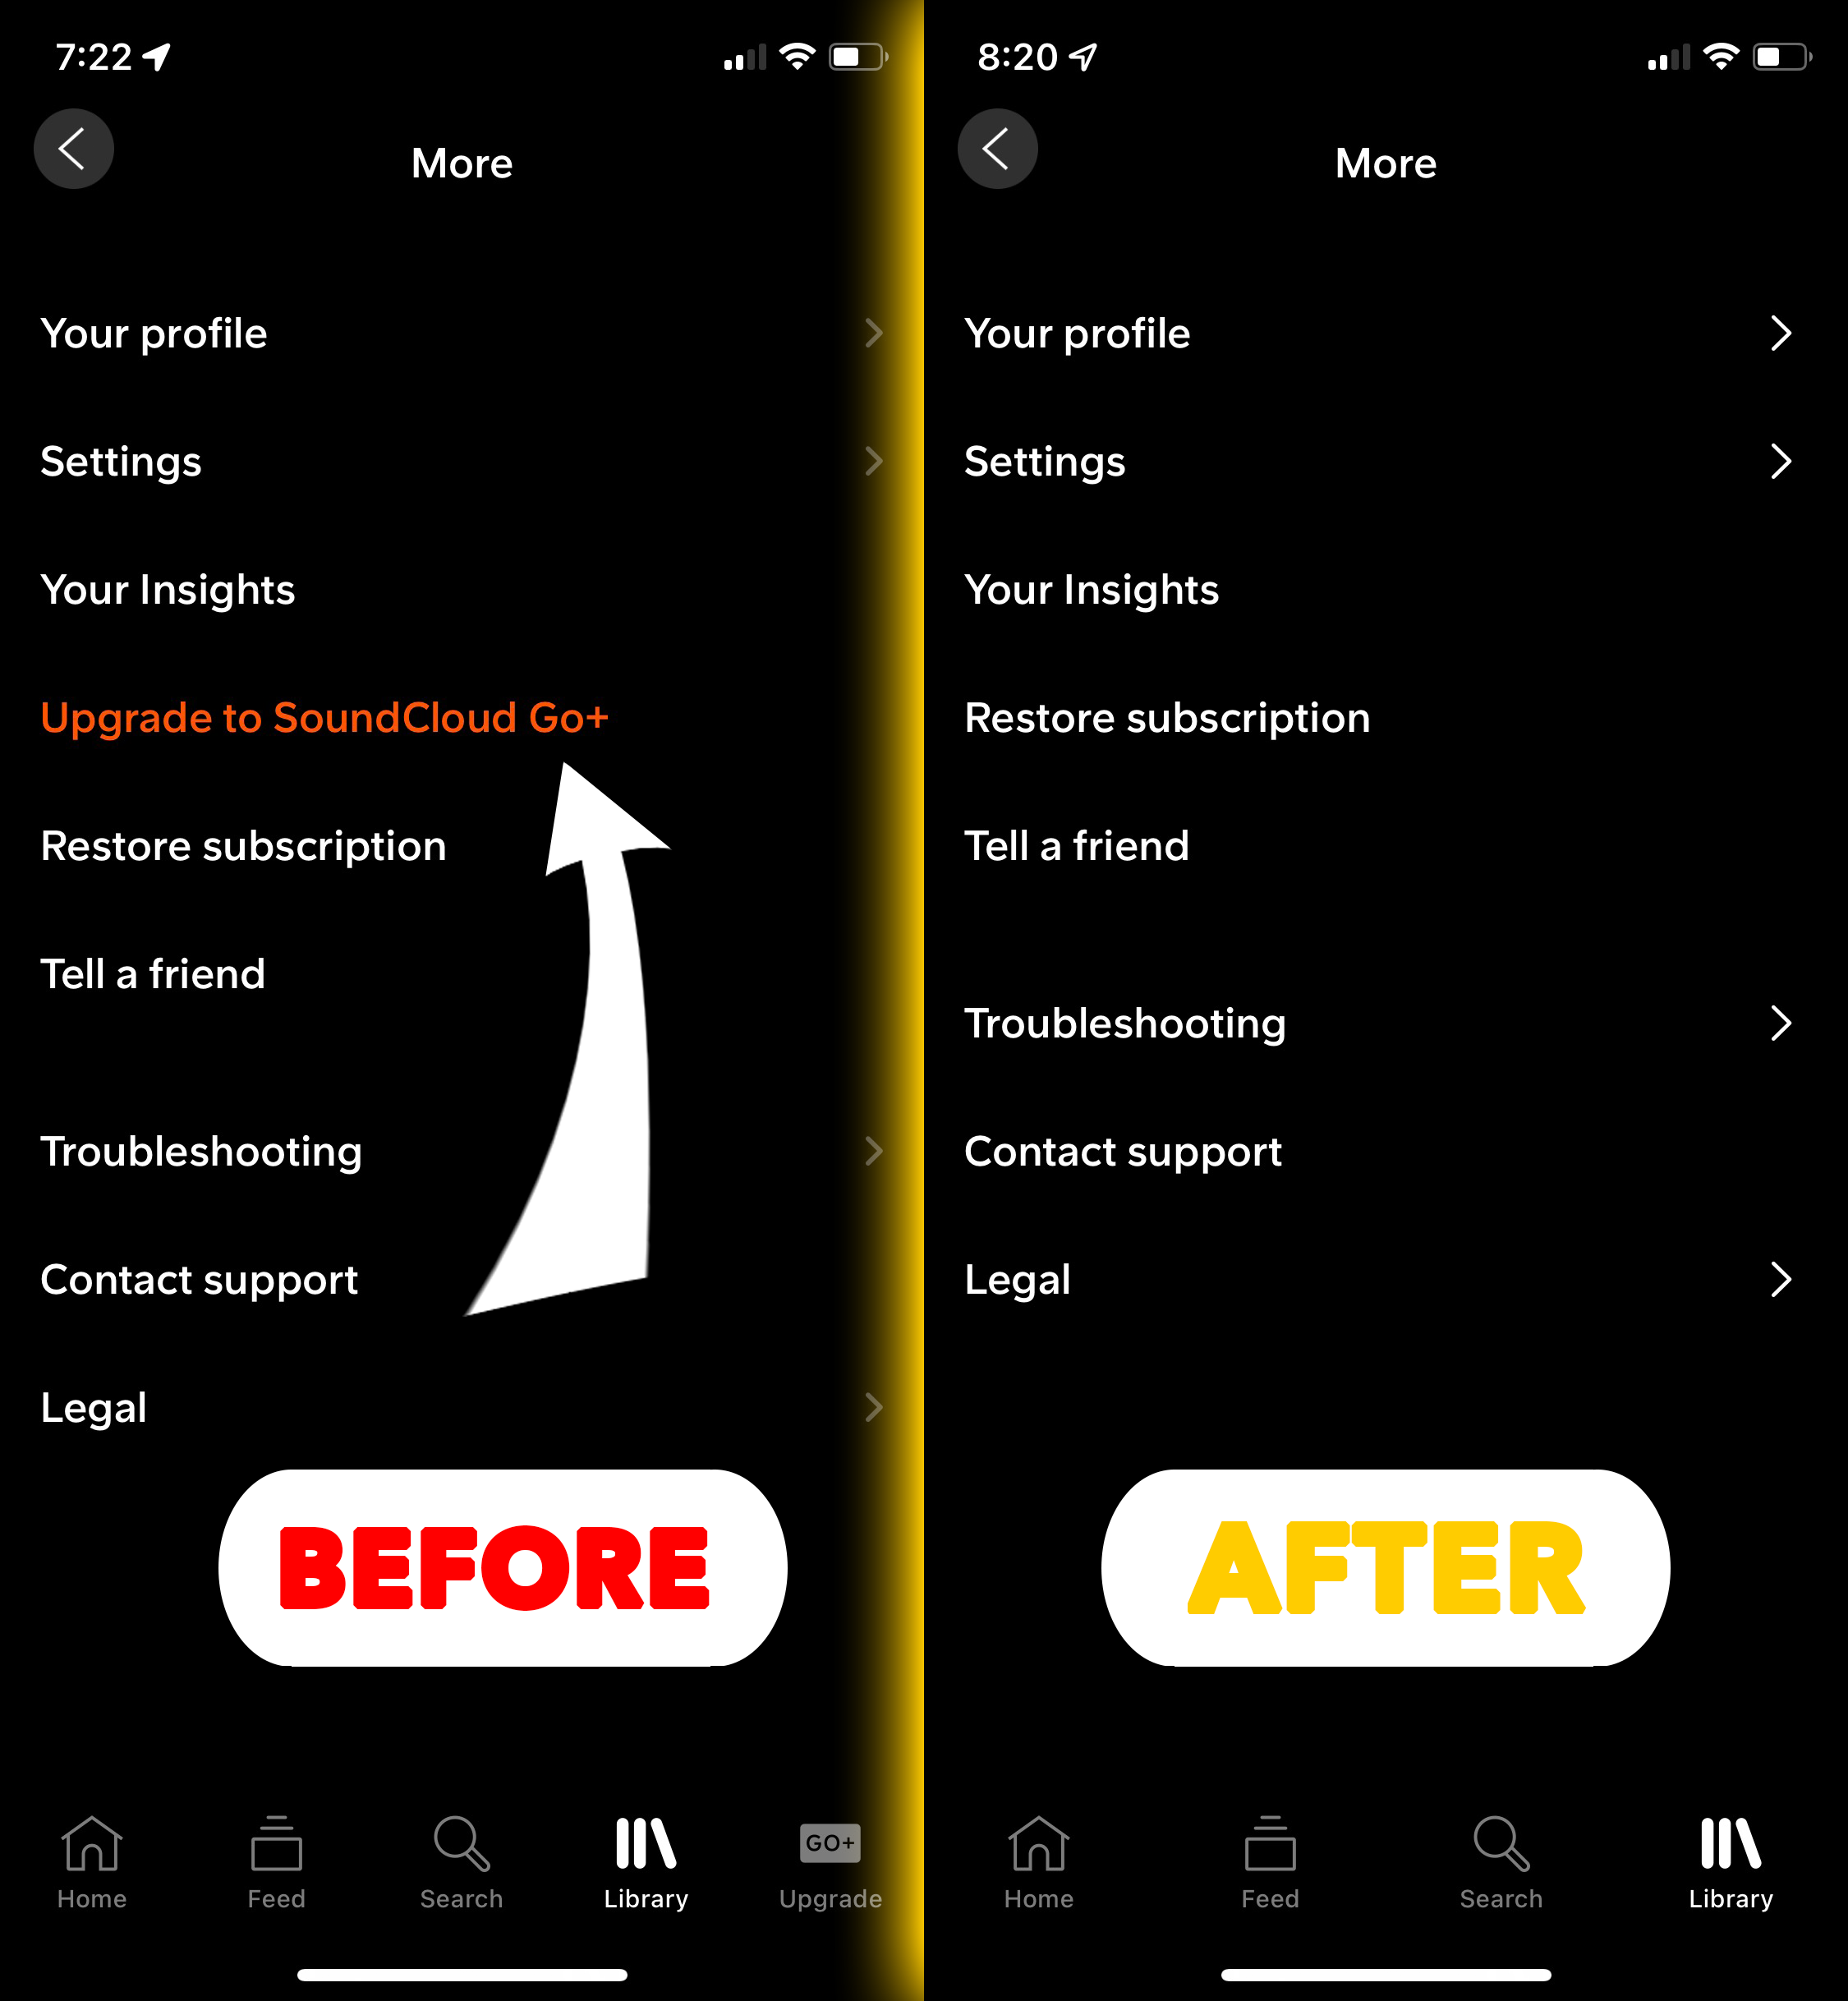 7:22
More
Your profile
Settings
Your Insights
Upgrade to SoundCloud Go+
Restore subscription
Tell a friend
Troubleshooting
Contact support
Legal
BEFORE
Home
Feed
Search
Library
GO+
Upgrade
8:20
More
Your profile
Settings
Your Insights
Restore subscription
Tell a friend
Troubleshooting
Contact support
Legal
AFTER
Home
Feed
Search
Library